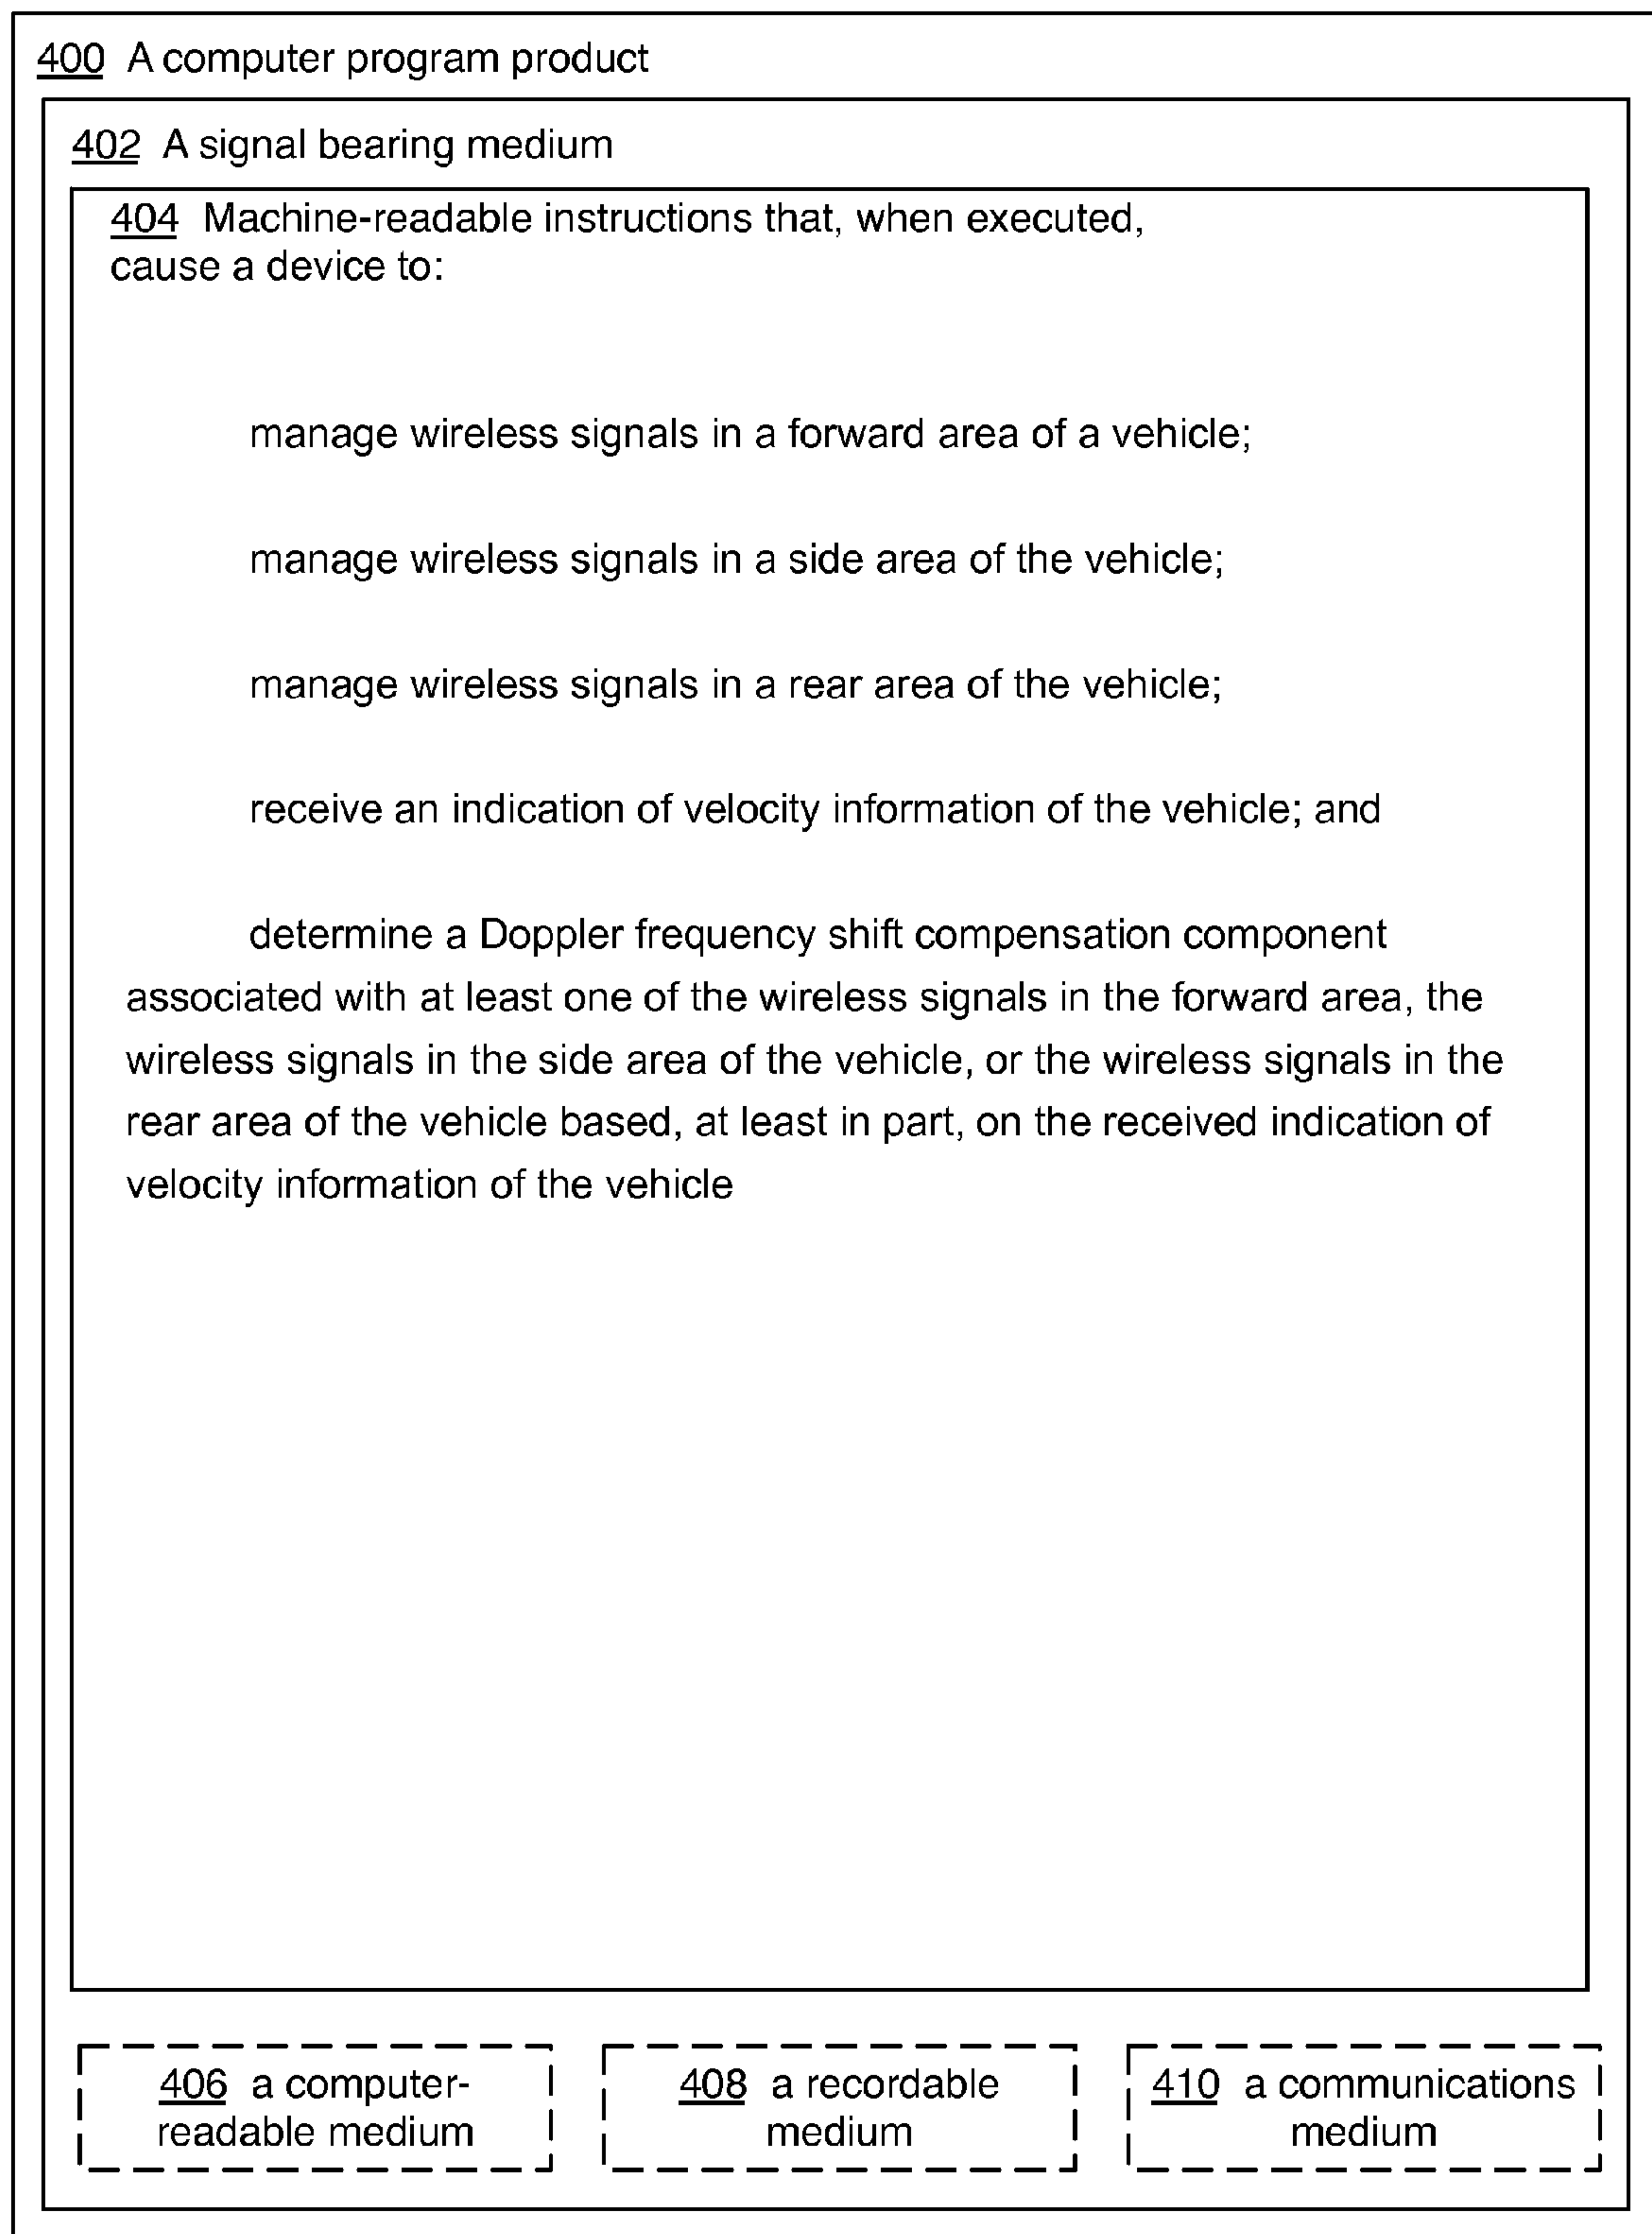 400 A computer program product
402 A signal bearing medium
404 Machine-readable instructions that, when executed,
cause a device to:
manage wireless signals in a forward area of a vehicle;
manage wireless signals in a side area of the vehicle;
manage wireless signals in a rear area of the vehicle;
receive an indication of velocity information of the vehicle; and
determine a Doppler frequency shift compensation component
associated with at least one of the wireless signals in the forward area, the
wireless signals in the side area of the vehicle, or the wireless signals in the
rear area of the vehicle based, at least in part, on the received indication of
velocity information of the vehicle
406 a computer-
readable medium
408 a recordable
medium
410 a communications
medium